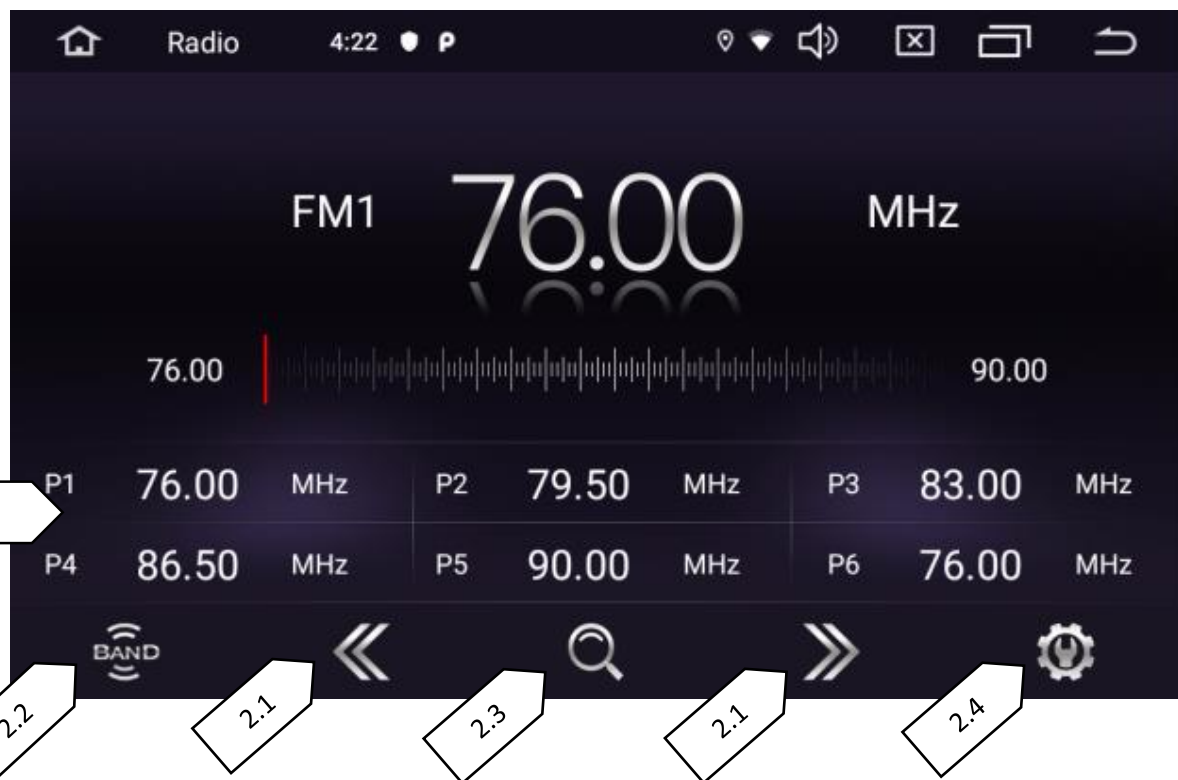 Radio 4:22 P
FM1 76.00 MHz
76.00 90.00
P1 76.00 MHz P2 79.50 MHz P3 83.00 MHz
P4 86.50 MHz P5 90.00 MHz P6 76.00 MHz
BAND
2.2 2.1 2.3 2.1 2.4